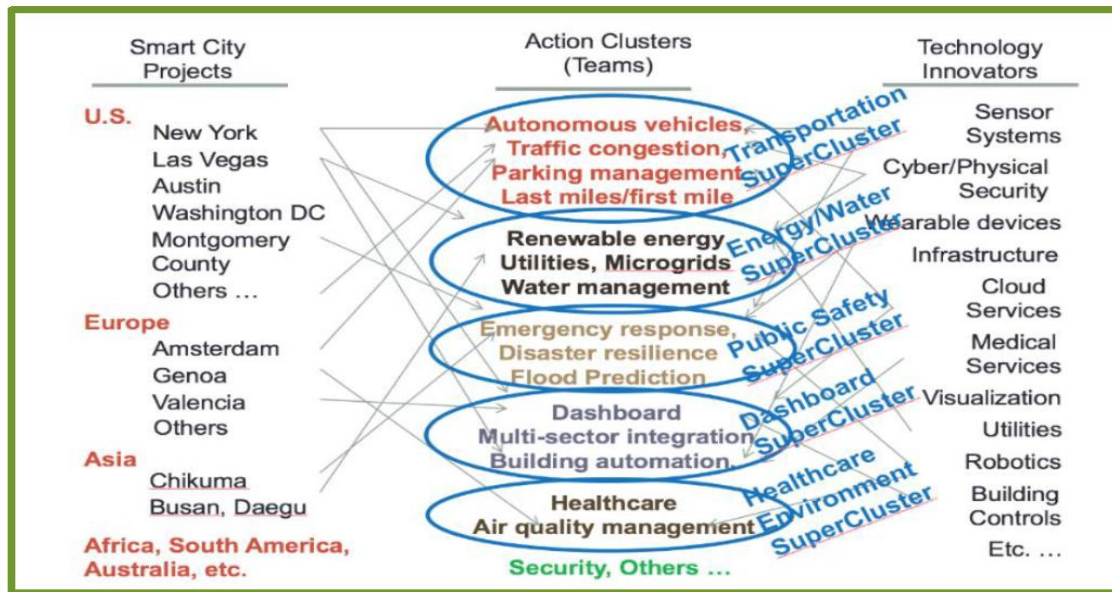 Smart City
Projects
U.S.
New York
Las Vegas
Austin
Washington DC
Montgomery
County
Others ...
Europe
Amsterdam
Genoa
Valencia
Others
Asia
Chikuma
Busan, Daegu
Africa, South America,
Australia, etc.
Action Clusters
(Teams)
Autonomous vehicles,
Traffic congestion,
Parking management
Last miles/first mile
Renewable energy
Utilities, Microgrids
Water management
Emergency response,
Disaster resilience
Flood Prediction
Dashboard
Multi-sector integration
Building automation,
Healthcare
Air quality management
Security, Others ...
Transportation
SuperCluster
Energy/Water
SuperCluster
Public Safety
SuperCluster
Dashboard
SuperCluster
Healthcare
Environment
SuperCluster
Technology
Innovators
Sensor
Systems
Cyber/Physical
Security
Wearable devices
Infrastructure
Cloud
Services
Medical
Services
Visualization
Utilities
Robotics
Building
Controls
Etc. ...